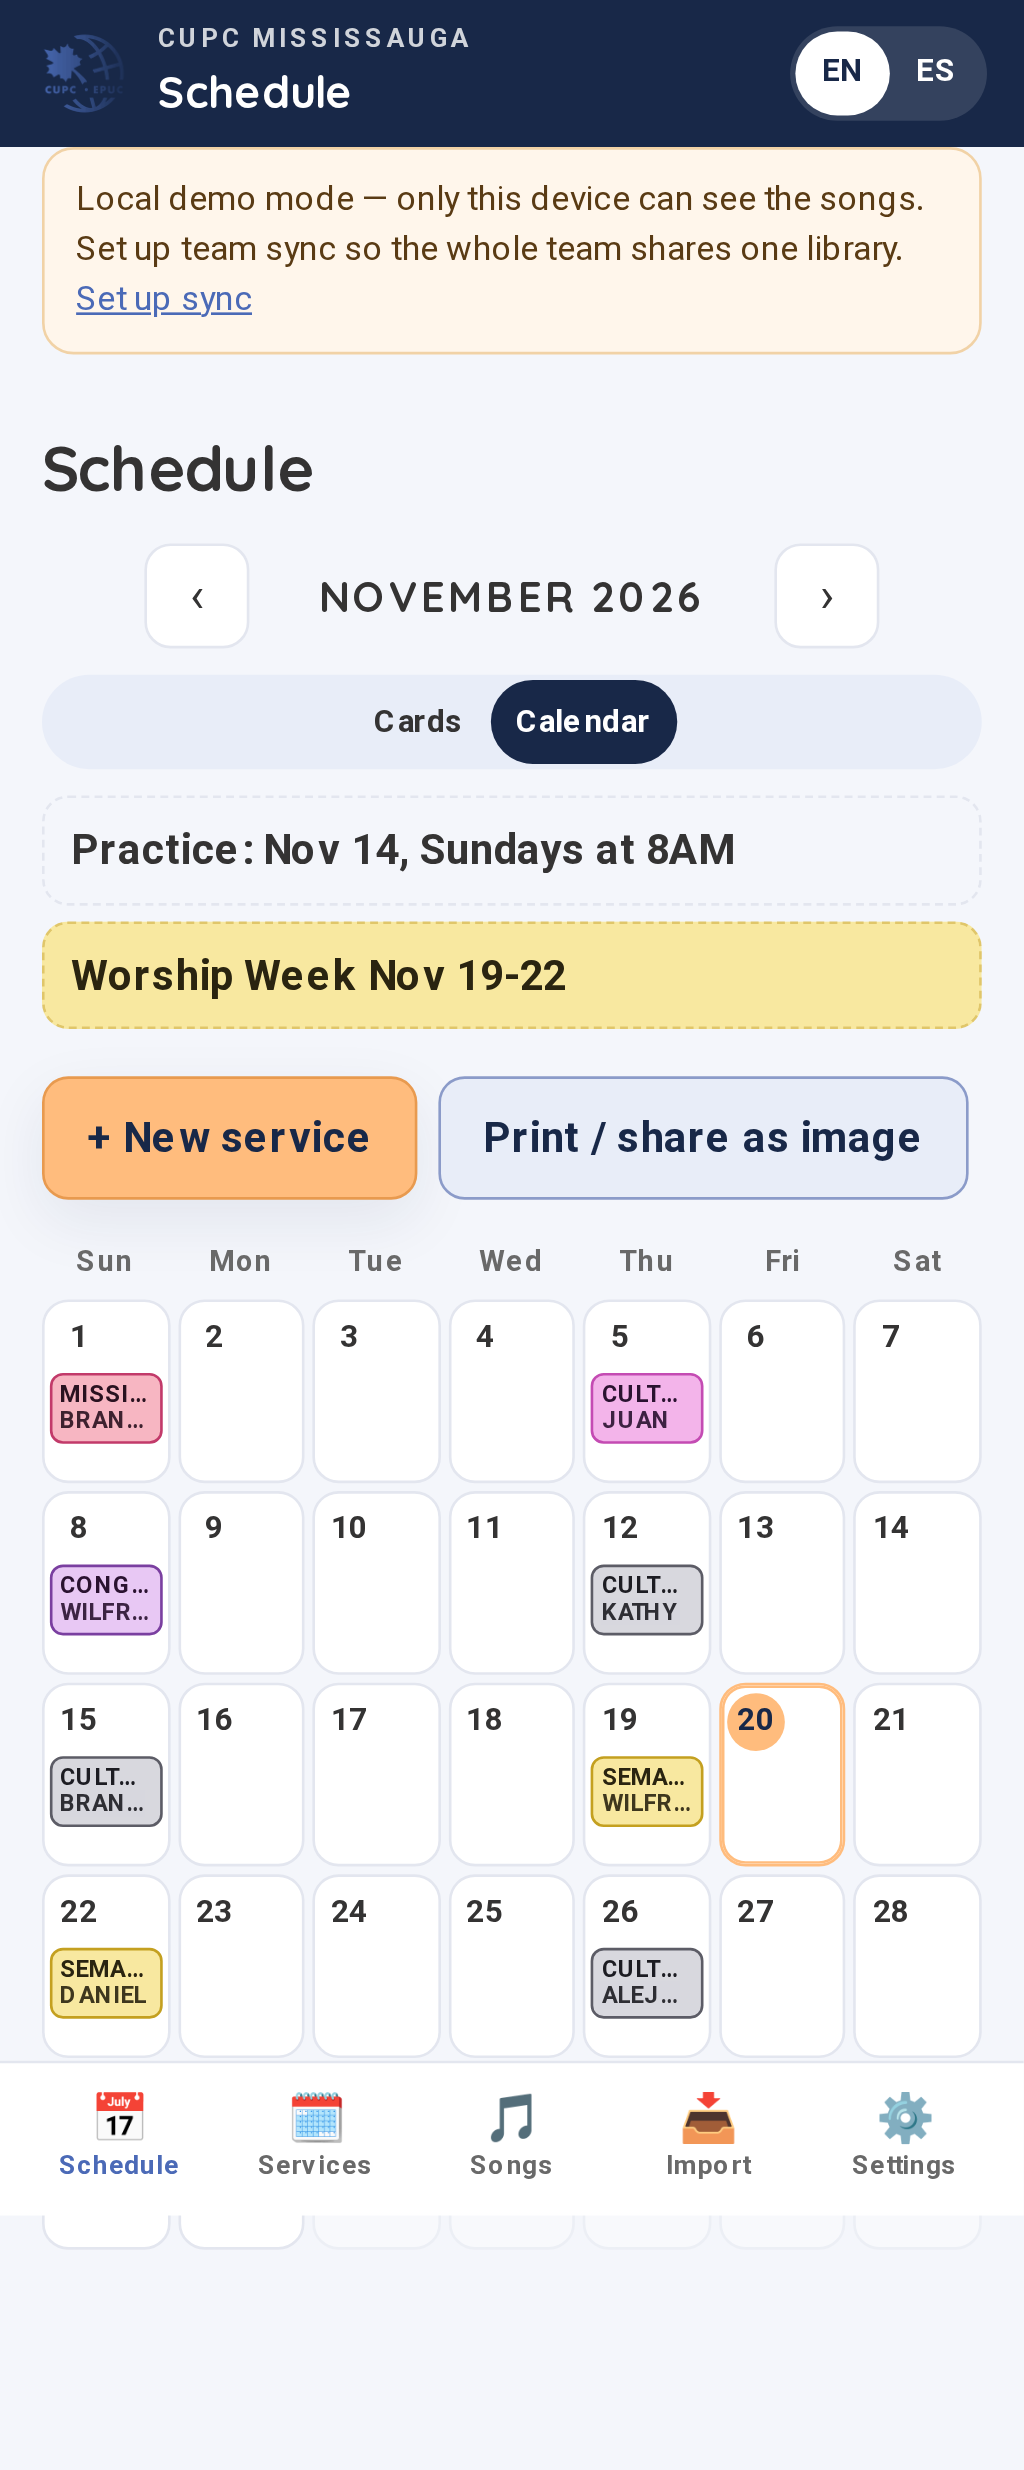 CUPC MISSISSAUGA
Schedule
EN ES
CUPC • EPUC
Local demo mode — only this device can see the songs.
Set up team sync so the whole team shares one library.
Set up sync
Schedule
‹ NOVEMBER 2026 ›
Cards Calendar
Practice: Nov 14, Sundays at 8AM
Worship Week Nov 19-22
+ New service Print / share as image
Sun Mon Tue Wed Thu Fri Sat
1 2 3 4 5 6 7
MISSI... CULT...
BRAN... JUAN
8 9 10 11 12 13 14
CONG... CULT...
WILFR... KATHY
15 16 17 18 19 20 21
CULT... SEMA...
BRAN... WILFR...
22 23 24 25 26 27 28
SEMA... CULT...
DANIEL ALEJ...
July
17
Schedule Services Songs Import Settings